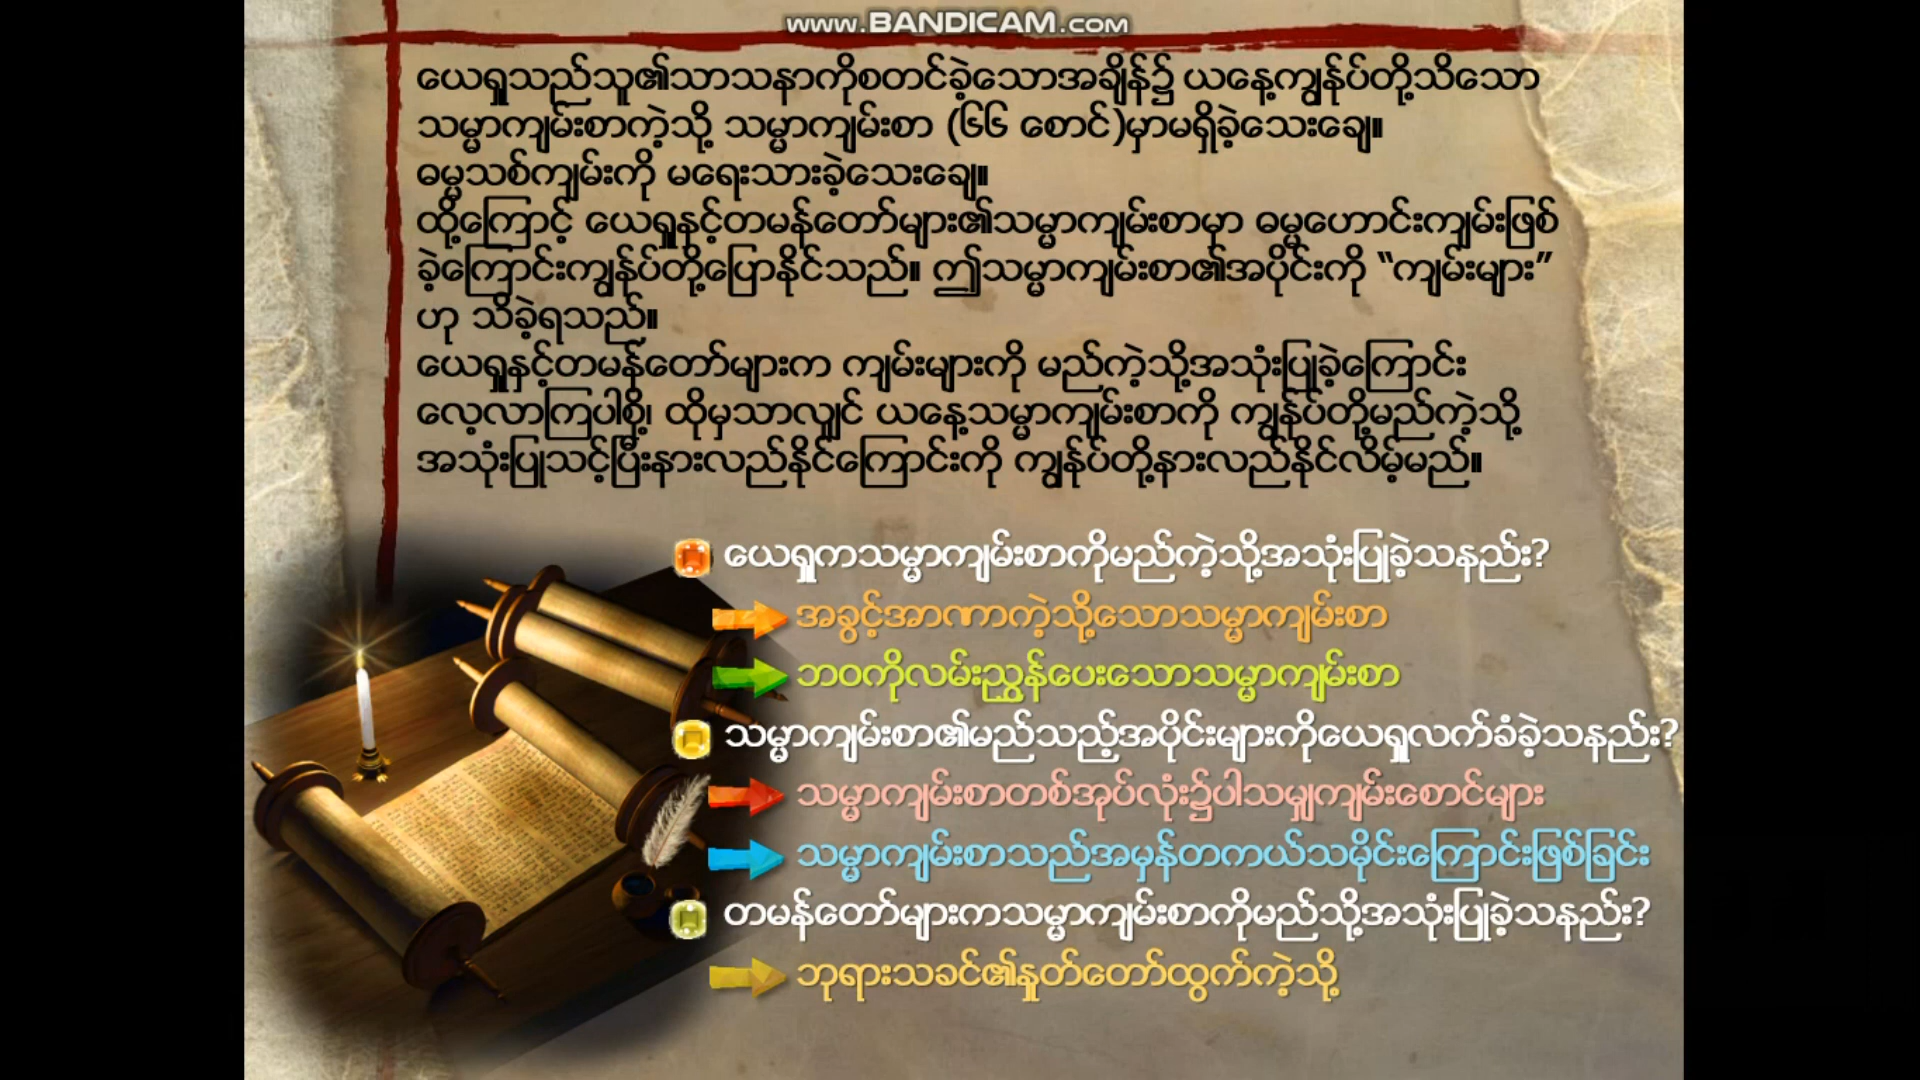 www.BANDICAM.com
ယေရှုသည်သူ၏သာသနာကိုစတင်ခဲ့သောအချိန်၌ ယနေ့ကျွန်ုပ်တို့သိသော
သမ္မာကျမ်းစာကဲ့သို့ သမ္မာကျမ်းစာ (၆၆ စောင်)မှာမရှိခဲ့သေးချေ။
ဓမ္မသစ်ကျမ်းကို မရေးသားခဲ့သေးချေ။
ထို့ကြောင့် ယေရှုနှင့်တမန်တော်များ၏သမ္မာကျမ်းစာမှာ ဓမ္မဟောင်းကျမ်းဖြစ်
ခဲ့ကြောင်းကျွန်ုပ်တို့ပြောနိုင်သည်။ ဤသမ္မာကျမ်းစာ၏အပိုင်းကို “ကျမ်းများ”
ဟု သိခဲ့ရသည်။
ယေရှုနှင့်တမန်တော်များက ကျမ်းများကို မည်ကဲ့သို့အသုံးပြုခဲ့ကြောင်း
လေ့လာကြပါစို့၊ ထိုမှသာလျှင် ယနေ့သမ္မာကျမ်းစာကို ကျွန်ုပ်တို့မည်ကဲ့သို့
အသုံးပြုသင့်ပြီးနားလည်နိုင်ကြောင်းကို ကျွန်ုပ်တို့နားလည်နိုင်လိမ့်မည်။
ယေရှုကသမ္မာကျမ်းစာကိုမည်ကဲ့သို့အသုံးပြုခဲ့သနည်း?
အခွင့်အာဏာကဲ့သို့သောသမ္မာကျမ်းစာ
ဘဝကိုလမ်းညွှန်ပေးသောသမ္မာကျမ်းစာ
သမ္မာကျမ်းစာ၏မည်သည့်အပိုင်းများကိုယေရှုလက်ခံခဲ့သနည်း?
သမ္မာကျမ်းစာတစ်အုပ်လုံး၌ပါသမျှကျမ်းစောင်များ
သမ္မာကျမ်းစာသည်အမှန်တကယ်သမိုင်းကြောင်းဖြစ်ခြင်း
တမန်တော်များကသမ္မာကျမ်းစာကိုမည်သို့အသုံးပြုခဲ့သနည်း?
ဘုရားသခင်၏နှုတ်တော်ထွက်ကဲ့သို့